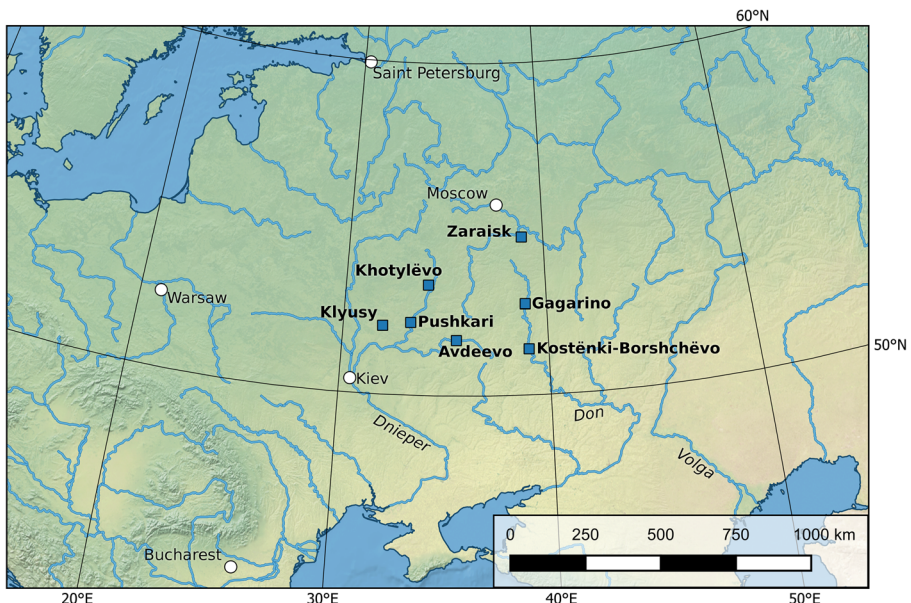 60°N
Saint Petersburg
Moscow
Zaraisk
Khotylëvo
Warsaw
Gagarino
Klyusy
Pushkari
50°N
Avdeevo
Kostënki-Borshchëvo
Kiev
Don
Dnieper
Volga
0 250 500 750 1000 km
Bucharest
20°E 30°E 40°E 50°E